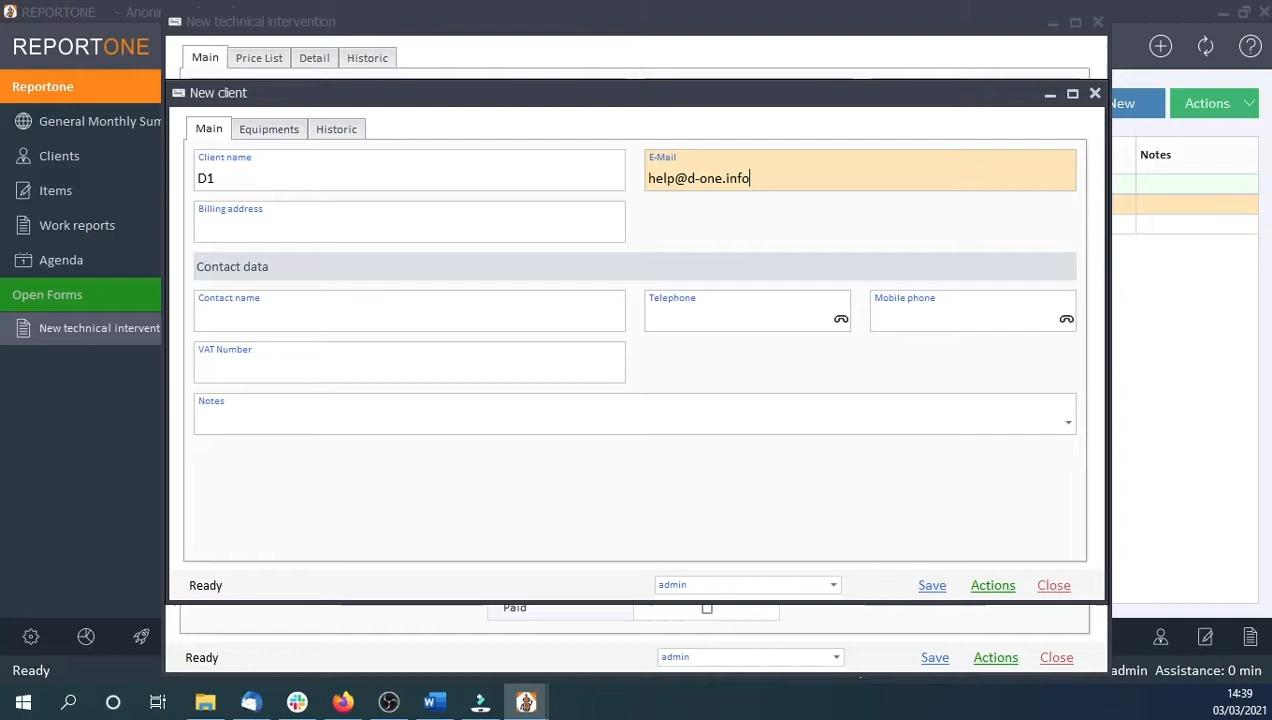 REPORTONE - Anonim
New technical intervention
REPORTONE
Main Price List Detail Historic
Reportone
New client
New
Actions
General Monthly Sum
Main Equipments Historic
Clients
Client name
D1
E-Mail
help@d-one.info
Notes
Items
Billing address
Work reports
Agenda
Contact data
Open Forms
Contact name
Telephone
Mobile phone
New technical intervent
VAT Number
Notes
Ready
admin
Save Actions Close
Paid
Ready
admin
Save Actions Close
Ready
admin Assistance: 0 min
14:39
03/03/2021